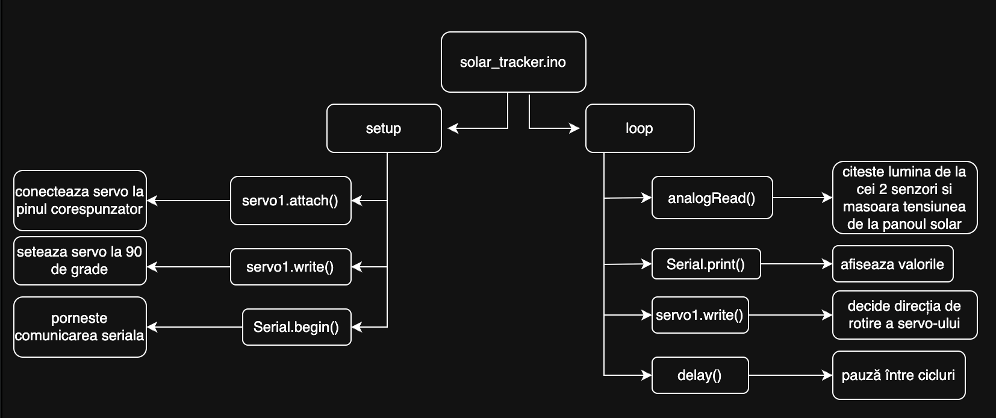 solar_tracker.ino
setup
loop
servo1.attach()
conecteaza servo la
pinul corespunzator
servo1.write()
seteaza servo la 90
de grade
Serial.begin()
porneste
comunicarea seriala
analogRead()
citeste lumina de la
cei 2 senzori si
masoara tensiunea
de la panoul solar
Serial.print()
afiseaza valorile
servo1.write()
decide direcția de
rotire a servo-ului
delay()
pauză între cicluri